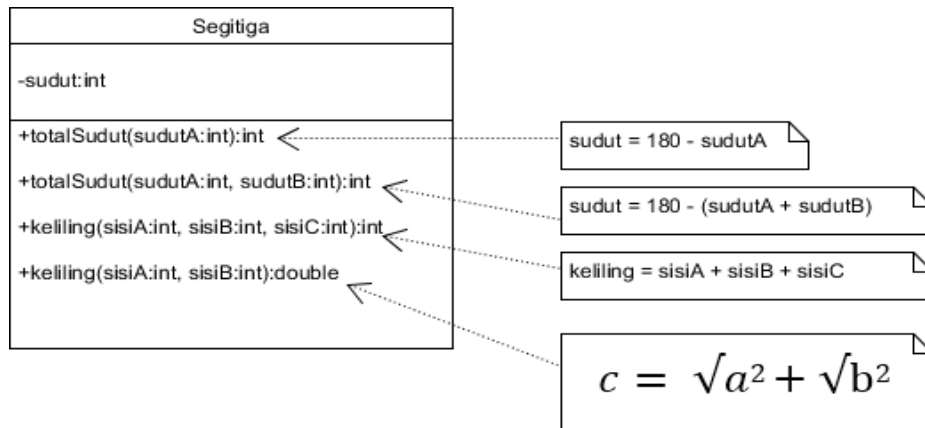 Segitiga
-sudut:int
+totalSudut(sudutA:int):int
+totalSudut(sudutA:int, sudutB:int):int
+keliling(sisiA:int, sisiB:int, sisiC:int):int
+keliling(sisiA:int, sisiB:int):double
sudut = 180 - sudutA
sudut = 180 - (sudutA + sudutB)
keliling = sisiA + sisiB + sisiC
c = √a² + √b²